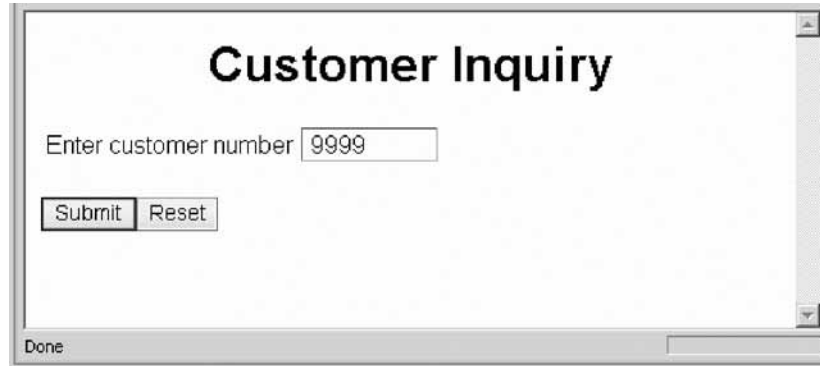 Customer Inquiry
Enter customer number 9999
Submit Reset
Done